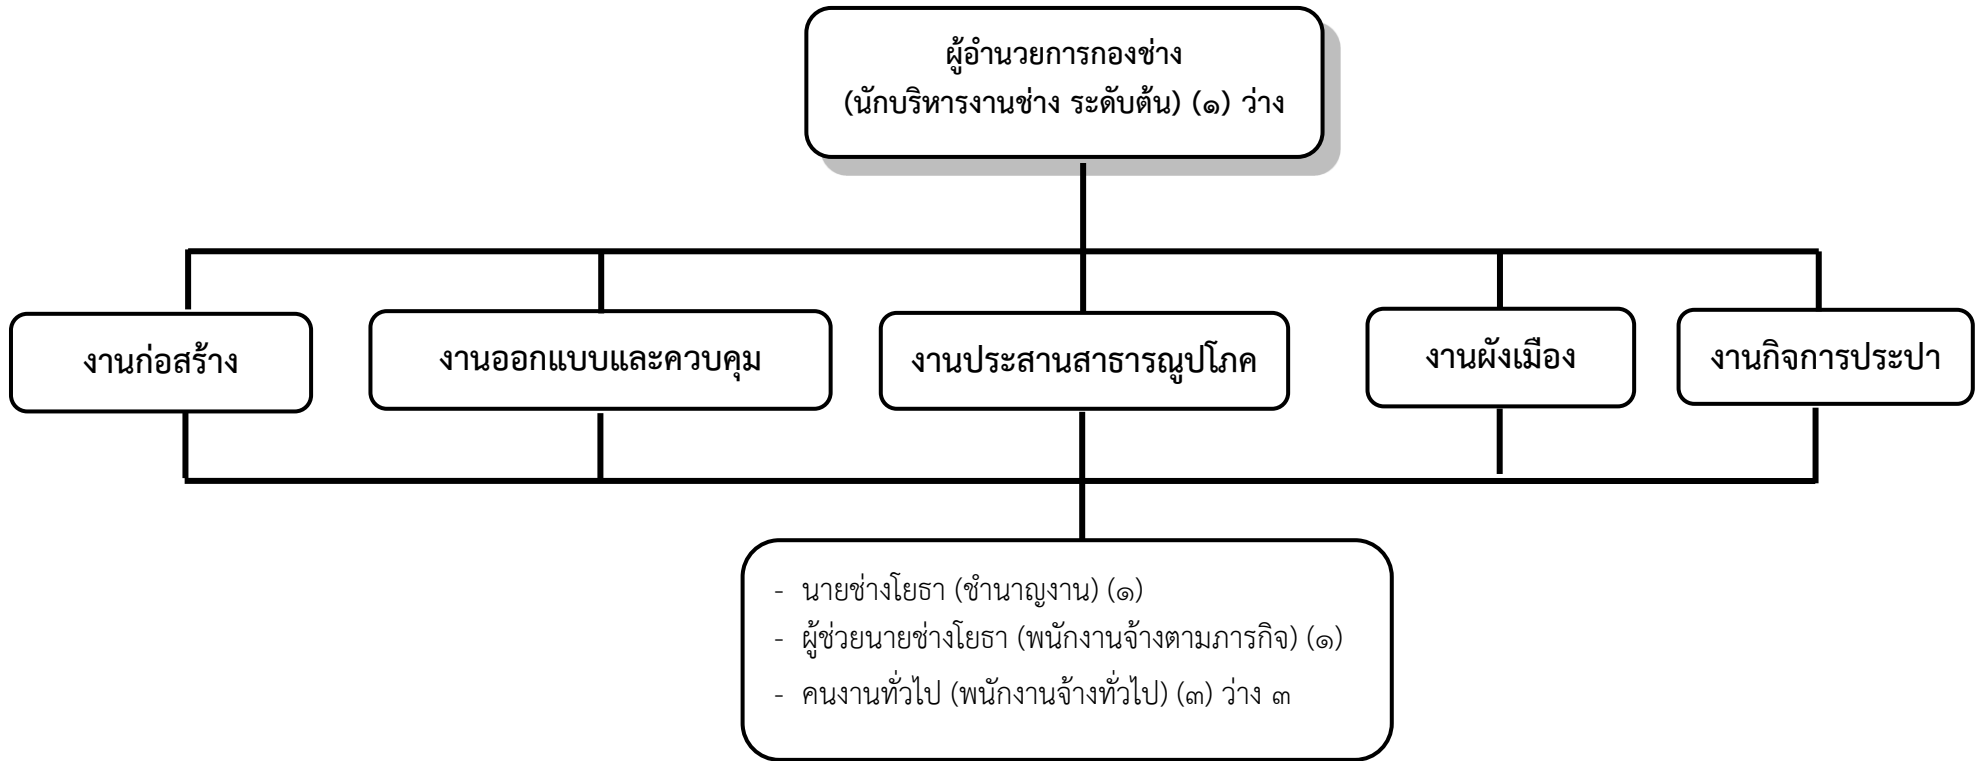 ผู้อำนวยการกองช่าง
(นักบริหารงานช่าง ระดับต้น) (๑) ว่าง
งานก่อสร้าง
งานออกแบบและควบคุม
งานประสานสาธารณูปโภค
งานผังเมือง
งานกิจการประปา
- นายช่างโยธา (ชำนาญงาน) (๑)
- ผู้ช่วยนายช่างโยธา (พนักงานจ้างตามภารกิจ) (๑)
- คนงานทั่วไป (พนักงานจ้างทั่วไป) (๓) ว่าง ๓